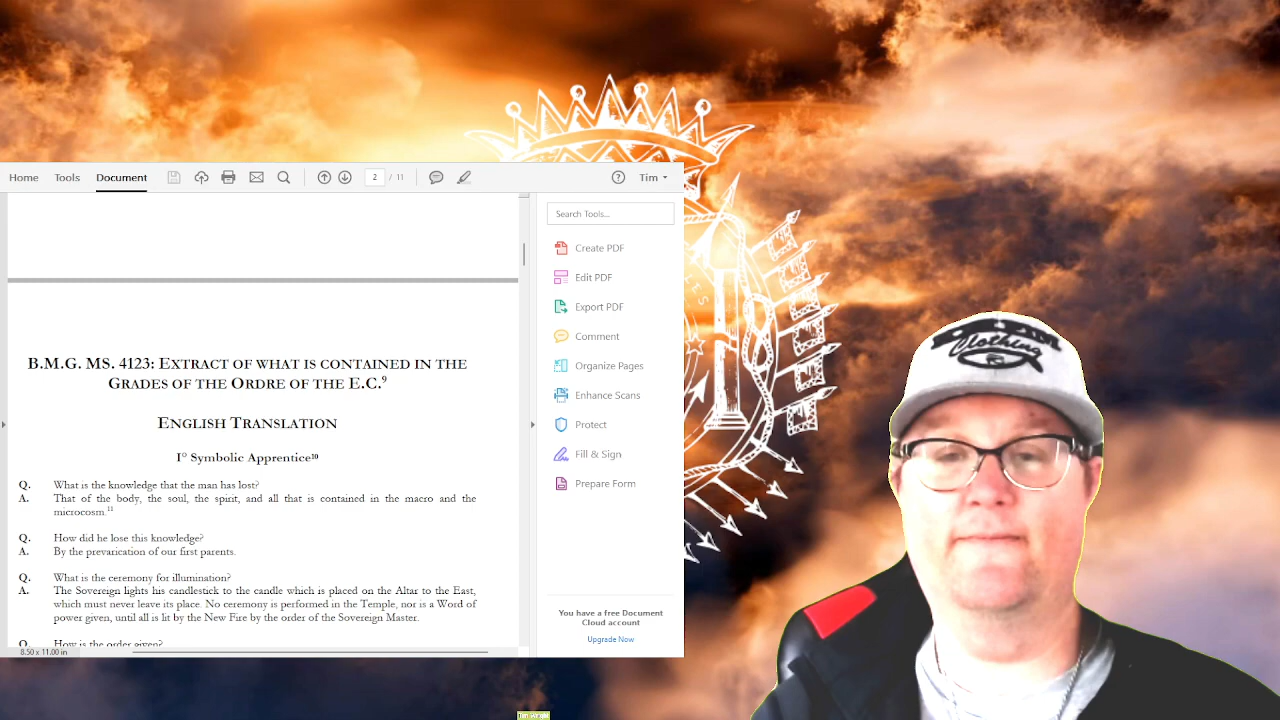 Home Tools Document 2 / 11 Tim
Search Tools...
Create PDF
Edit PDF
Export PDF
Comment
Organize Pages
Enhance Scans
Protect
Fill & Sign
Prepare Form
You have a free Document
Cloud account
Upgrade Now
B.M.G. MS. 4123: EXTRACT OF WHAT IS CONTAINED IN THE
GRADES OF THE ORDRE OF THE E.C.9
ENGLISH TRANSLATION
I° Symbolic Apprentice10
Q. What is the knowledge that the man has lost?
A. That of the body, the soul, the spirit, and all that is contained in the macro and the
microcosm.11
Q. How did he lose this knowledge?
A. By the prevarication of our first parents.
Q. What is the ceremony for illumination?
A. The Sovereign lights his candlestick to the candle which is placed on the Altar to the East,
which must never leave its place. No ceremony is performed in the Temple, nor is a Word of
power given, until all is lit by the New Fire by the order of the Sovereign Master.
Q. How is the order given?
8.50 x 11.00 in
Clothing